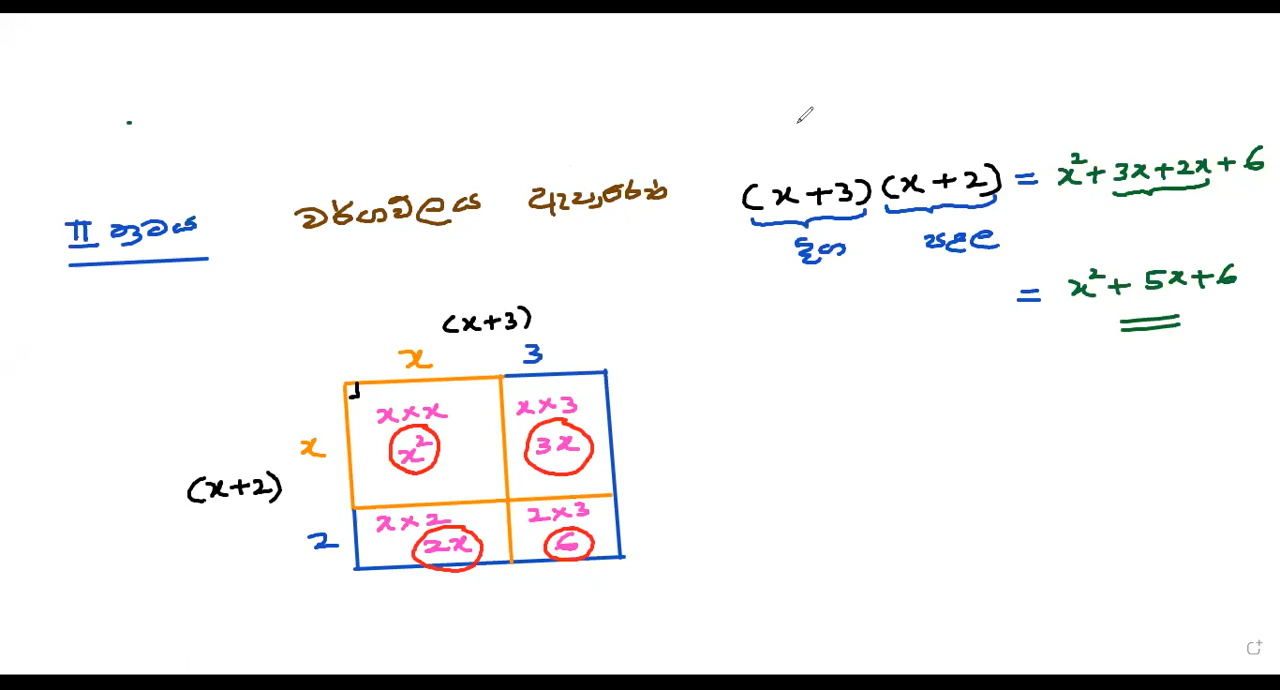 (x+3)(x+2) = x² + 3x + 2x + 6
II ක්‍රමය
වර්ගඵලය ඇසුරෙන්
දිග පළල
= x² + 5x + 6
(x+3)
x 3
x×x x×3
x x² 3x
(x+2)
x×2 2×3
2 2x 6